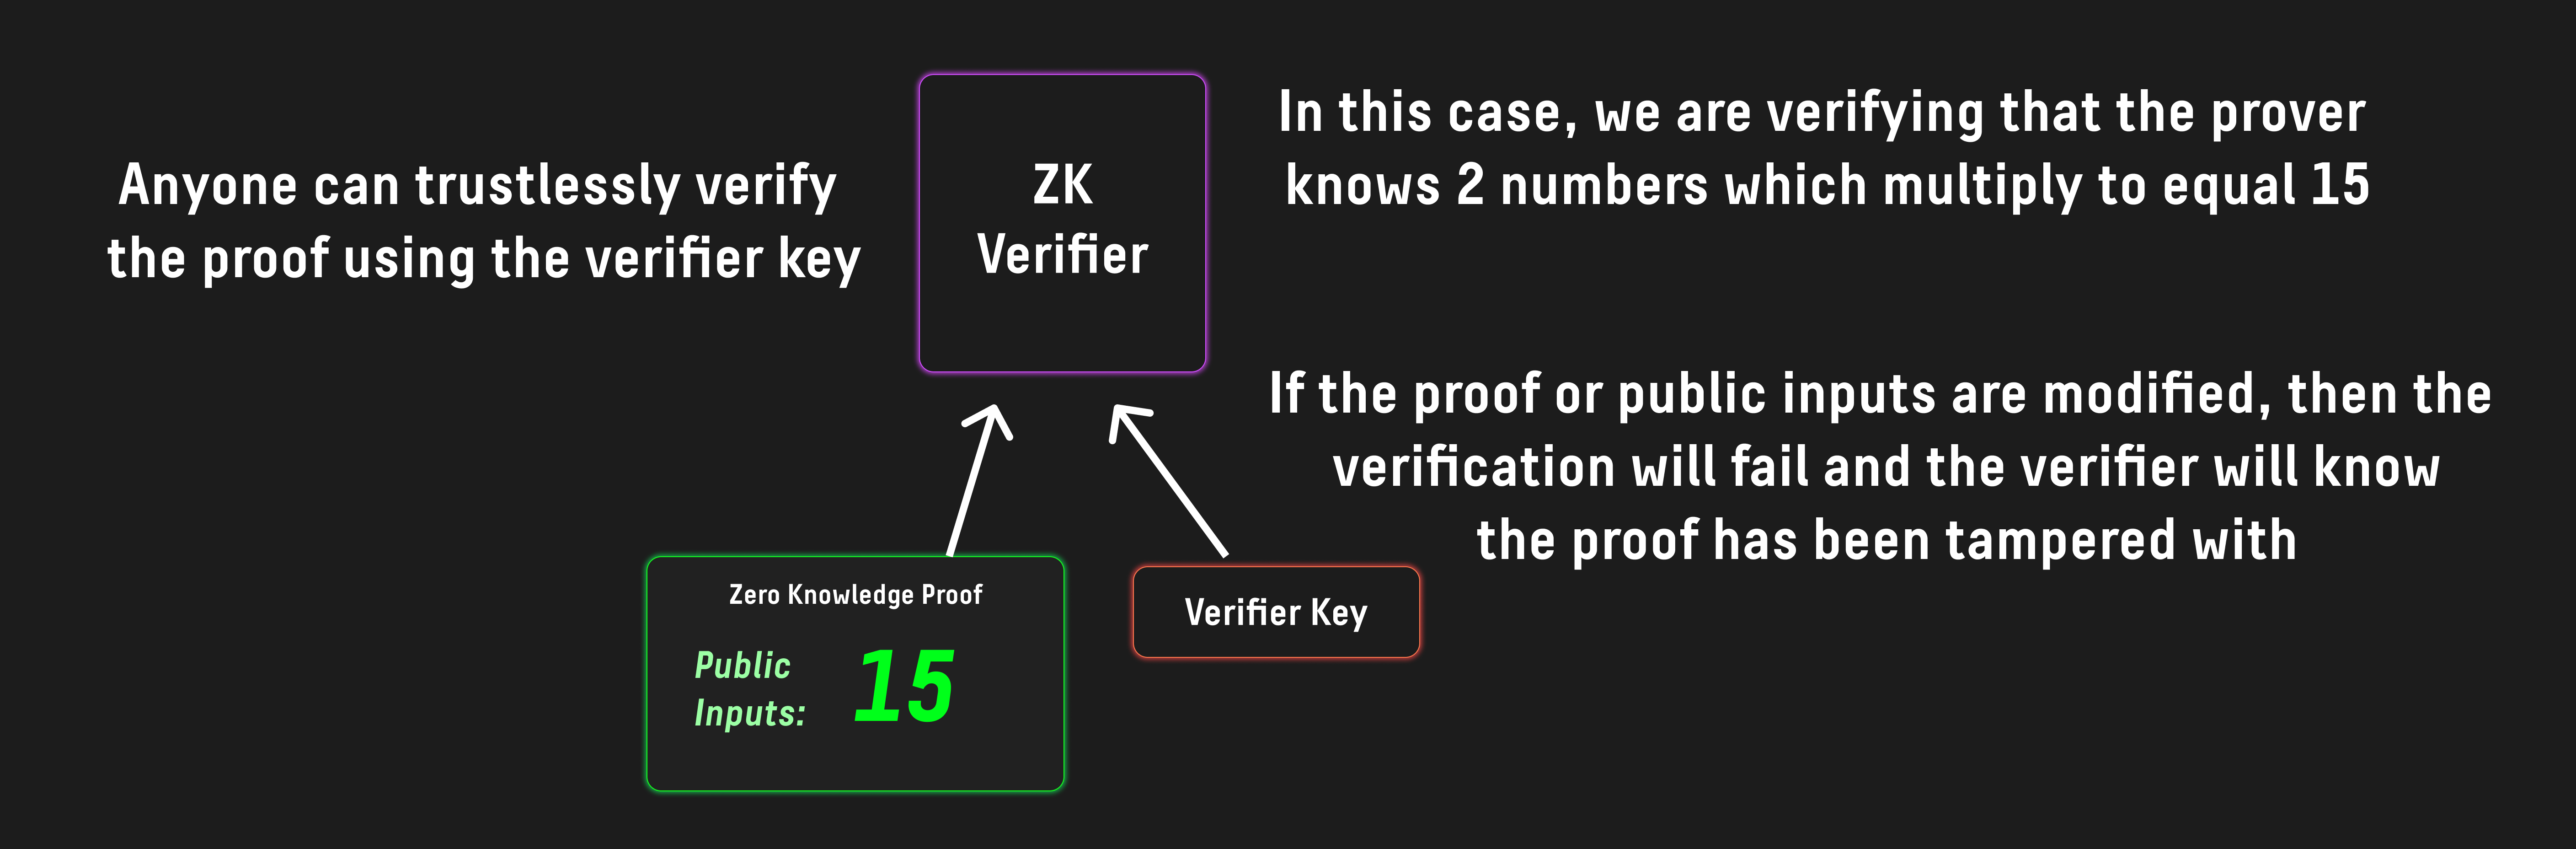 Anyone can trustlessly verify
the proof using the verifier key
ZK
Verifier
In this case, we are verifying that the prover
knows 2 numbers which multiply to equal 15
If the proof or public inputs are modified, then the
verification will fail and the verifier will know
the proof has been tampered with
Zero Knowledge Proof
Public
Inputs:
15
Verifier Key